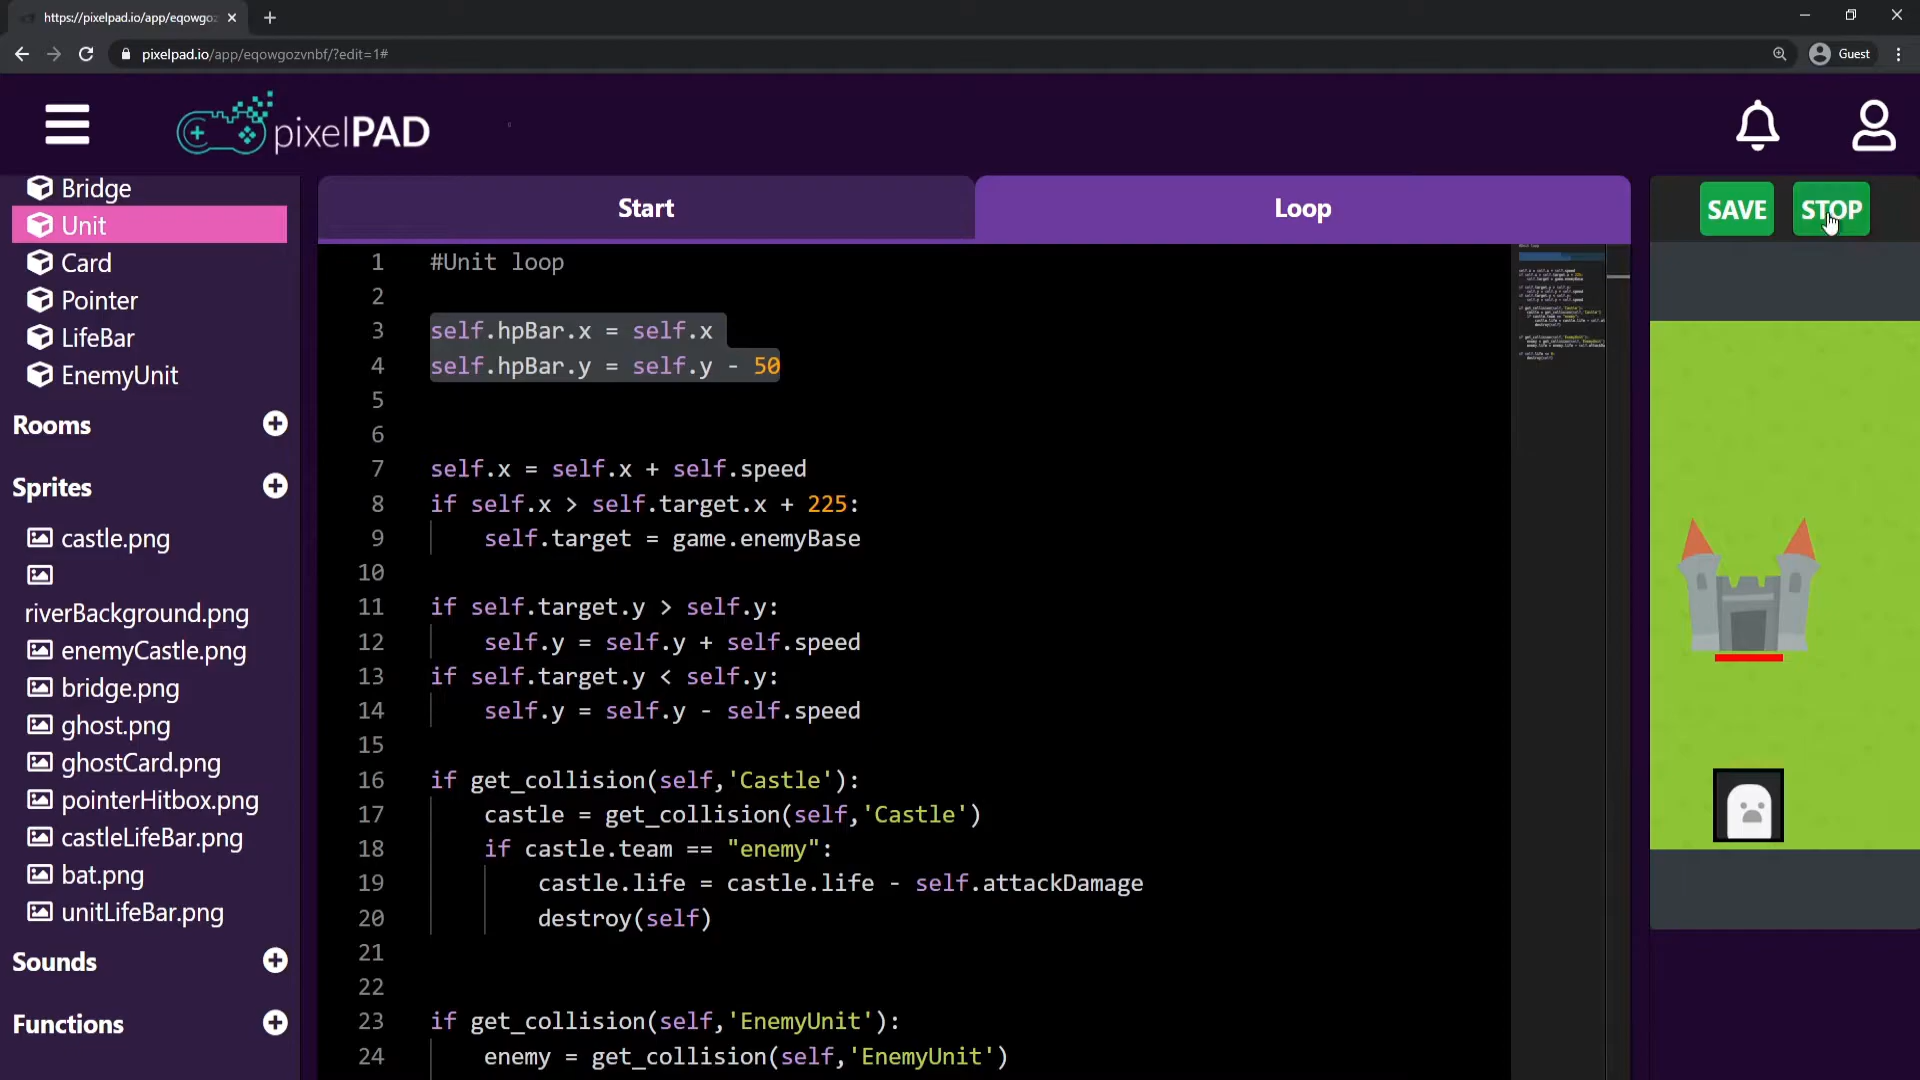 https://pixelpad.io/app/eqowgoz
pixelpad.io/app/eqowgozvnbf/?edit=1#
Guest
pixelPAD
Bridge
Unit
Card
Pointer
LifeBar
EnemyUnit
Rooms
Sprites
castle.png
riverBackground.png
enemyCastle.png
bridge.png
ghost.png
ghostCard.png
pointerHitbox.png
castleLifeBar.png
bat.png
unitLifeBar.png
Sounds
Functions
Start
Loop
SAVE
STOP
1 #Unit loop
2
3 self.hpBar.x = self.x
4 self.hpBar.y = self.y - 50
5
6
7 self.x = self.x + self.speed
8 if self.x > self.target.x + 225:
9 self.target = game.enemyBase
10
11 if self.target.y > self.y:
12 self.y = self.y + self.speed
13 if self.target.y < self.y:
14 self.y = self.y - self.speed
15
16 if get_collision(self,'Castle'):
17 castle = get_collision(self,'Castle')
18 if castle.team == "enemy":
19 castle.life = castle.life - self.attackDamage
20 destroy(self)
21
22
23 if get_collision(self,'EnemyUnit'):
24 enemy = get_collision(self,'EnemyUnit')